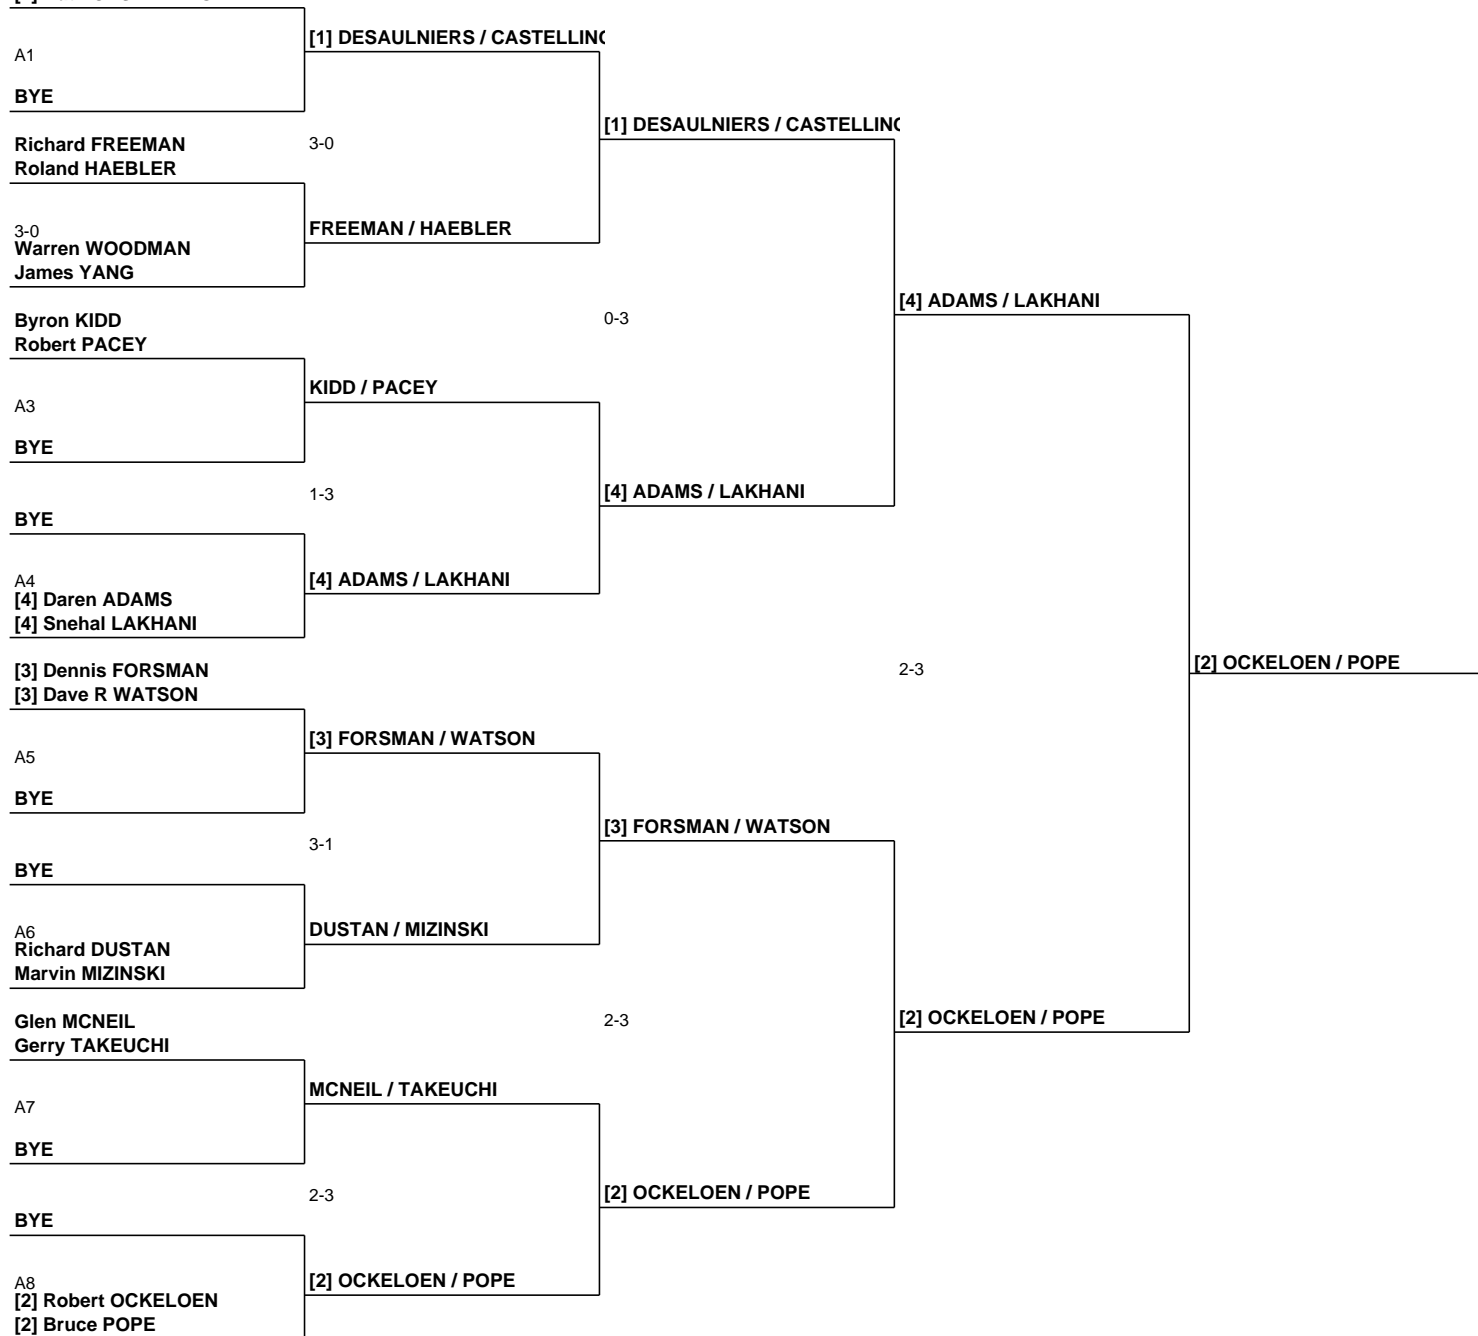 [1] DESAULNIERS / CASTELLIN
A1
BYE
[1] DESAULNIERS / CASTELLIN
Richard FREEMAN
Roland HAEBLER
3-0
3-0
FREEMAN / HAEBLER
Warren WOODMAN
James YANG
[4] ADAMS / LAKHANI
Byron KIDD
Robert PACEY
0-3
KIDD / PACEY
A3
BYE
1-3
[4] ADAMS / LAKHANI
BYE
A4
[4] ADAMS / LAKHANI
[4] Daren ADAMS
[4] Snehal LAKHANI
[3] Dennis FORSMAN
[3] Dave R WATSON
2-3
[2] OCKELOEN / POPE
[3] FORSMAN / WATSON
A5
BYE
[3] FORSMAN / WATSON
3-1
BYE
A6
DUSTAN / MIZINSKI
Richard DUSTAN
Marvin MIZINSKI
Glen MCNEIL
Gerry TAKEUCHI
2-3
[2] OCKELOEN / POPE
MCNEIL / TAKEUCHI
A7
BYE
2-3
[2] OCKELOEN / POPE
BYE
A8
[2] OCKELOEN / POPE
[2] Robert OCKELOEN
[2] Bruce POPE